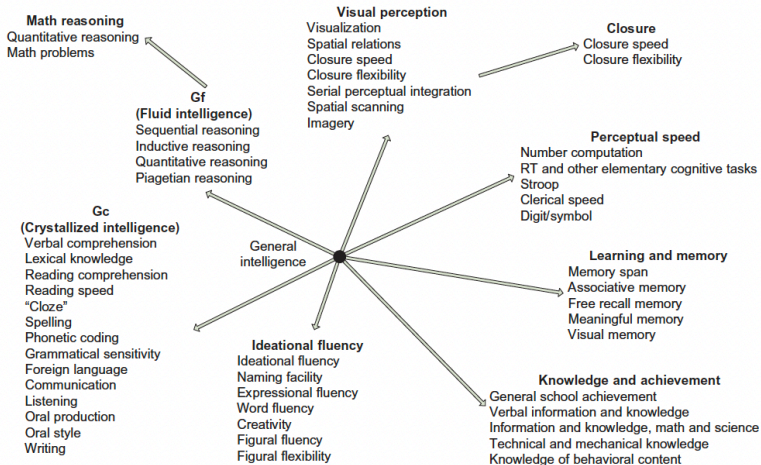 Math reasoning
Quantitative reasoning
Math problems
Visual perception
Visualization
Spatial relations
Closure speed
Closure flexibility
Serial perceptual integration
Spatial scanning
Imagery
Closure
Closure speed
Closure flexibility
Gf
(Fluid intelligence)
Sequential reasoning
Inductive reasoning
Quantitative reasoning
Piagetian reasoning
Perceptual speed
Number computation
RT and other elementary cognitive tasks
Stroop
Clerical speed
Digit/symbol
Gc
(Crystallized intelligence)
Verbal comprehension
Lexical knowledge
Reading comprehension
Reading speed
“Cloze”
Spelling
Phonetic coding
Grammatical sensitivity
Foreign language
Communication
Listening
Oral production
Oral style
Writing
General
intelligence
Learning and memory
Memory span
Associative memory
Free recall memory
Meaningful memory
Visual memory
Ideational fluency
Ideational fluency
Naming facility
Expressional fluency
Word fluency
Creativity
Figural fluency
Figural flexibility
Knowledge and achievement
General school achievement
Verbal information and knowledge
Information and knowledge, math and science
Technical and mechanical knowledge
Knowledge of behavioral content